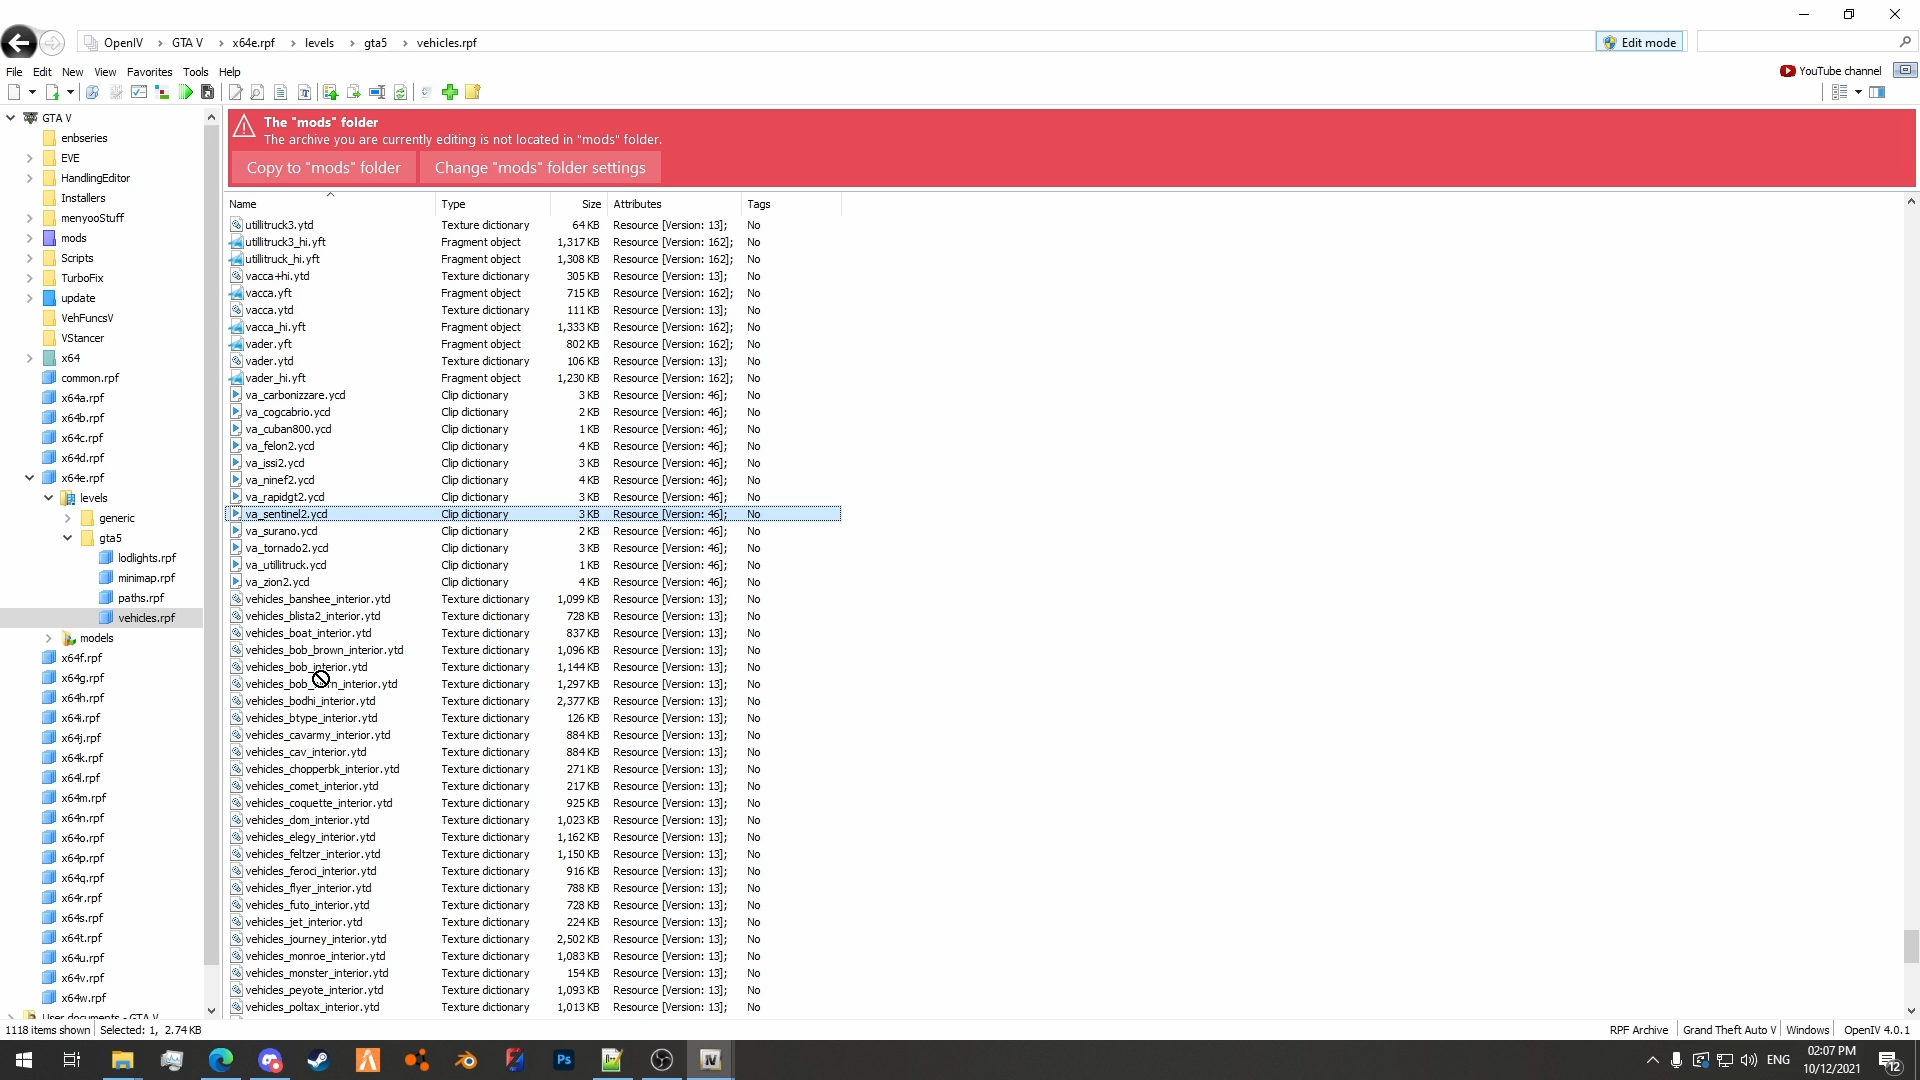 OpenIV › GTA V › x64e.rpf › levels › gta5 › vehicles.rpf
Edit mode
File Edit New View Favorites Tools Help
YouTube channel
GTA V
enbseries
EVE
HandlingEditor
Installers
menyooStuff
mods
Scripts
TurboFix
update
VehFuncsV
VStancer
x64
common.rpf
x64a.rpf
x64b.rpf
x64c.rpf
x64d.rpf
x64e.rpf
levels
generic
gta5
lodlights.rpf
minimap.rpf
paths.rpf
vehicles.rpf
models
x64f.rpf
x64g.rpf
x64h.rpf
x64i.rpf
x64j.rpf
x64k.rpf
x64l.rpf
x64m.rpf
x64n.rpf
x64o.rpf
x64p.rpf
x64q.rpf
x64r.rpf
x64s.rpf
x64t.rpf
x64u.rpf
x64v.rpf
x64w.rpf
User documents - GTA V
The "mods" folder
The archive you are currently editing is not located in "mods" folder.
Copy to "mods" folder Change "mods" folder settings
Name Type Size Attributes Tags
utillitruck3.ytd Texture dictionary 64 KB Resource [Version: 13]; No
utillitruck3_hi.yft Fragment object 1,317 KB Resource [Version: 162]; No
utillitruck_hi.yft Fragment object 1,308 KB Resource [Version: 162]; No
vacca+hi.ytd Texture dictionary 305 KB Resource [Version: 13]; No
vacca.yft Fragment object 715 KB Resource [Version: 162]; No
vacca.ytd Texture dictionary 111 KB Resource [Version: 13]; No
vacca_hi.yft Fragment object 1,333 KB Resource [Version: 162]; No
vader.yft Fragment object 802 KB Resource [Version: 162]; No
vader.ytd Texture dictionary 106 KB Resource [Version: 13]; No
vader_hi.yft Fragment object 1,230 KB Resource [Version: 162]; No
va_carbonizzare.ycd Clip dictionary 3 KB Resource [Version: 46]; No
va_cogcabrio.ycd Clip dictionary 2 KB Resource [Version: 46]; No
va_cuban800.ycd Clip dictionary 1 KB Resource [Version: 46]; No
va_felon2.ycd Clip dictionary 4 KB Resource [Version: 46]; No
va_issi2.ycd Clip dictionary 3 KB Resource [Version: 46]; No
va_ninef2.ycd Clip dictionary 4 KB Resource [Version: 46]; No
va_rapidgt2.ycd Clip dictionary 3 KB Resource [Version: 46]; No
va_sentinel2.ycd Clip dictionary 3 KB Resource [Version: 46]; No
va_surano.ycd Clip dictionary 2 KB Resource [Version: 46]; No
va_tornado2.ycd Clip dictionary 3 KB Resource [Version: 46]; No
va_utillitruck.ycd Clip dictionary 1 KB Resource [Version: 46]; No
va_zion2.ycd Clip dictionary 4 KB Resource [Version: 46]; No
vehicles_banshee_interior.ytd Texture dictionary 1,099 KB Resource [Version: 13]; No
vehicles_blista2_interior.ytd Texture dictionary 728 KB Resource [Version: 13]; No
vehicles_boat_interior.ytd Texture dictionary 837 KB Resource [Version: 13]; No
vehicles_bob_brown_interior.ytd Texture dictionary 1,096 KB Resource [Version: 13]; No
vehicles_bob_interior.ytd Texture dictionary 1,144 KB Resource [Version: 13]; No
Texture dictionary 1,297 KB Resource [Version: 13]; No
vehicles_bodhi_interior.ytd Texture dictionary 2,377 KB Resource [Version: 13]; No
vehicles_btype_interior.ytd Texture dictionary 126 KB Resource [Version: 13]; No
vehicles_cavarmy_interior.ytd Texture dictionary 884 KB Resource [Version: 13]; No
vehicles_cav_interior.ytd Texture dictionary 884 KB Resource [Version: 13]; No
vehicles_chopperbk_interior.ytd Texture dictionary 271 KB Resource [Version: 13]; No
vehicles_comet_interior.ytd Texture dictionary 217 KB Resource [Version: 13]; No
vehicles_coquette_interior.ytd Texture dictionary 925 KB Resource [Version: 13]; No
vehicles_dom_interior.ytd Texture dictionary 1,023 KB Resource [Version: 13]; No
vehicles_elegy_interior.ytd Texture dictionary 1,162 KB Resource [Version: 13]; No
vehicles_feltzer_interior.ytd Texture dictionary 1,150 KB Resource [Version: 13]; No
vehicles_feroci_interior.ytd Texture dictionary 916 KB Resource [Version: 13]; No
vehicles_flyer_interior.ytd Texture dictionary 788 KB Resource [Version: 13]; No
vehicles_futo_interior.ytd Texture dictionary 728 KB Resource [Version: 13]; No
vehicles_jet_interior.ytd Texture dictionary 224 KB Resource [Version: 13]; No
vehicles_journey_interior.ytd Texture dictionary 2,502 KB Resource [Version: 13]; No
vehicles_monroe_interior.ytd Texture dictionary 1,083 KB Resource [Version: 13]; No
vehicles_monster_interior.ytd Texture dictionary 154 KB Resource [Version: 13]; No
vehicles_peyote_interior.ytd Texture dictionary 1,093 KB Resource [Version: 13]; No
vehicles_poltax_interior.ytd Texture dictionary 1,013 KB Resource [Version: 13]; No
1118 items shown Selected: 1, 2.74 KB
RPF Archive Grand Theft Auto V Windows OpenIV 4.0.1
Ps
IV
ENG
02:07 PM
10/12/2021
12